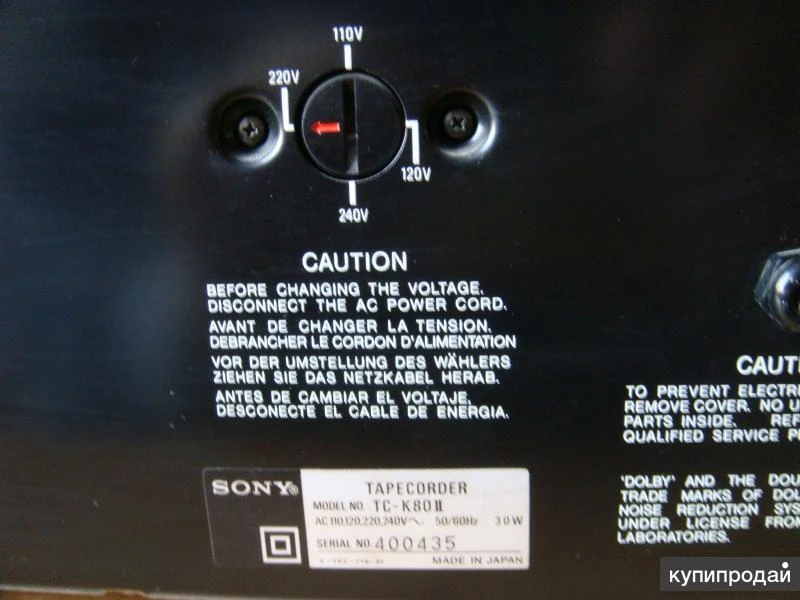 110V
220V
120V
240V
CAUTION
BEFORE CHANGING THE VOLTAGE.
DISCONNECT THE AC POWER CORD.
AVANT DE CHANGER LA TENSION.
DEBRANCHER LE CORDON D'ALIMENTATION
VOR DER UMSTELLUNG DES WÄHLERS
ZIEHEN SIE DAS NETZKABEL HERAB.
ANTES DE CAMBIAR EL VOLTAJE.
DESCONECTE EL CABLE DE ENERGIA.
SONY®
TAPECORDER
MODEL NO. TC-K80II
AC 110,120,220,240V~ 50/60Hz 30W
SERIAL NO. 400435
MADE IN JAPAN
CAUTI
TO PREVENT ELECTRI
REMOVE COVER. NO U
PARTS INSIDE. REF
QUALIFIED SERVICE P
'DOLBY' AND THE DOU
TRADE MARKS OF DOL
NOISE REDUCTION SYS
UNDER LICENSE FROM
LABORATORIES.
купипродай